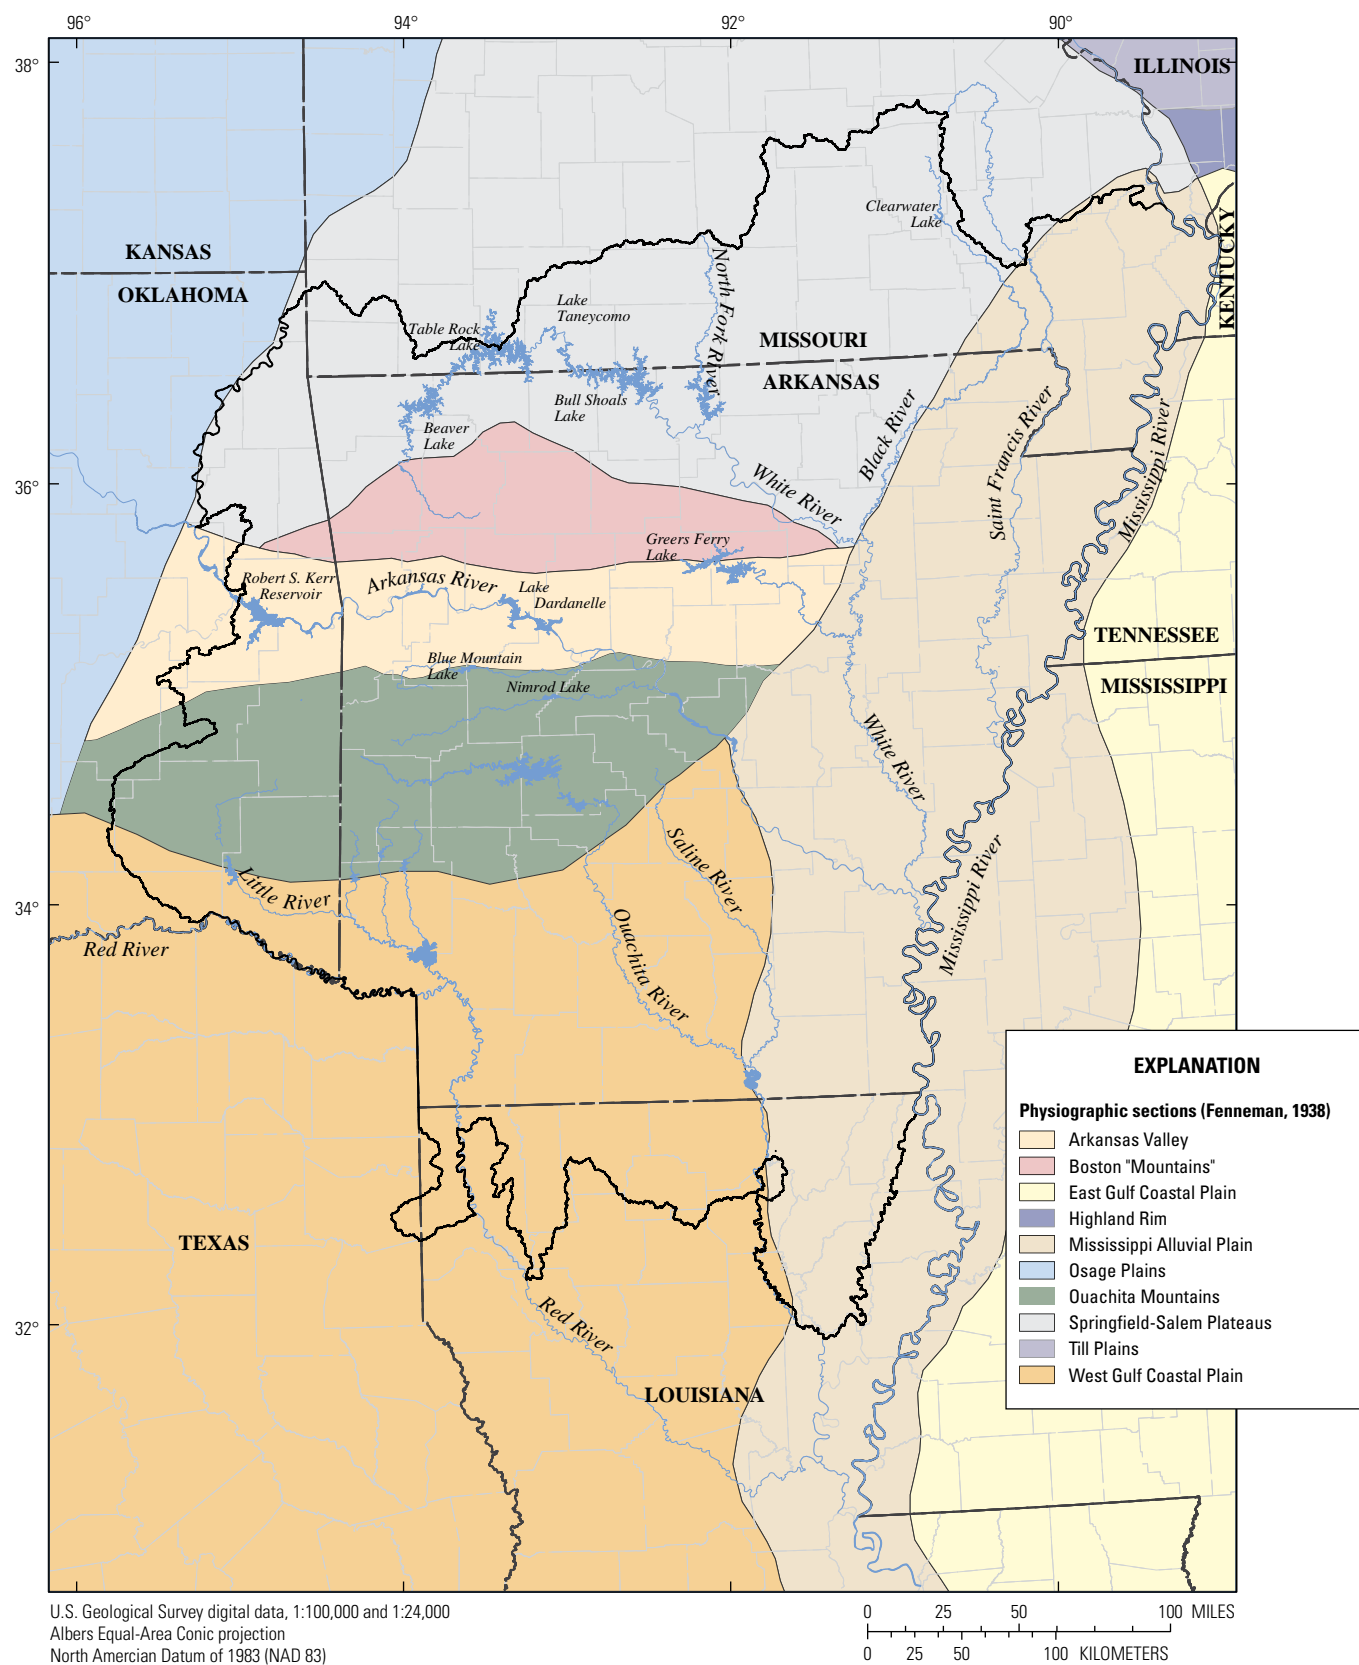 96°
94°
92°
90°
38°
36°
34°
32°
ILLINOIS
KENTUCKY
KANSAS
OKLAHOMA
MISSOURI
ARKANSAS
TENNESSEE
MISSISSIPPI
TEXAS
LOUISIANA
Clearwater
Lake
North Fork River
Lake
Taneycomo
Table Rock
Lake
Bull Shoals
Lake
Beaver
Lake
Black River
Saint Francis River
Mississippi River
White River
Greers Ferry
Lake
Robert S. Kerr
Reservoir
Arkansas River
Lake
Dardanelle
Blue Mountain
Lake
Nimrod Lake
White River
Saline River
Little River
Mississippi River
Ouachita River
Red River
Red River
EXPLANATION
Physiographic sections (Fenneman, 1938)
Arkansas Valley
Boston "Mountains"
East Gulf Coastal Plain
Highland Rim
Mississippi Alluvial Plain
Osage Plains
Ouachita Mountains
Springfield-Salem Plateaus
Till Plains
West Gulf Coastal Plain
U.S. Geological Survey digital data, 1:100,000 and 1:24,000
Albers Equal-Area Conic projection
North Amercian Datum of 1983 (NAD 83)
0 25 50 100 MILES
0 25 50 100 KILOMETERS